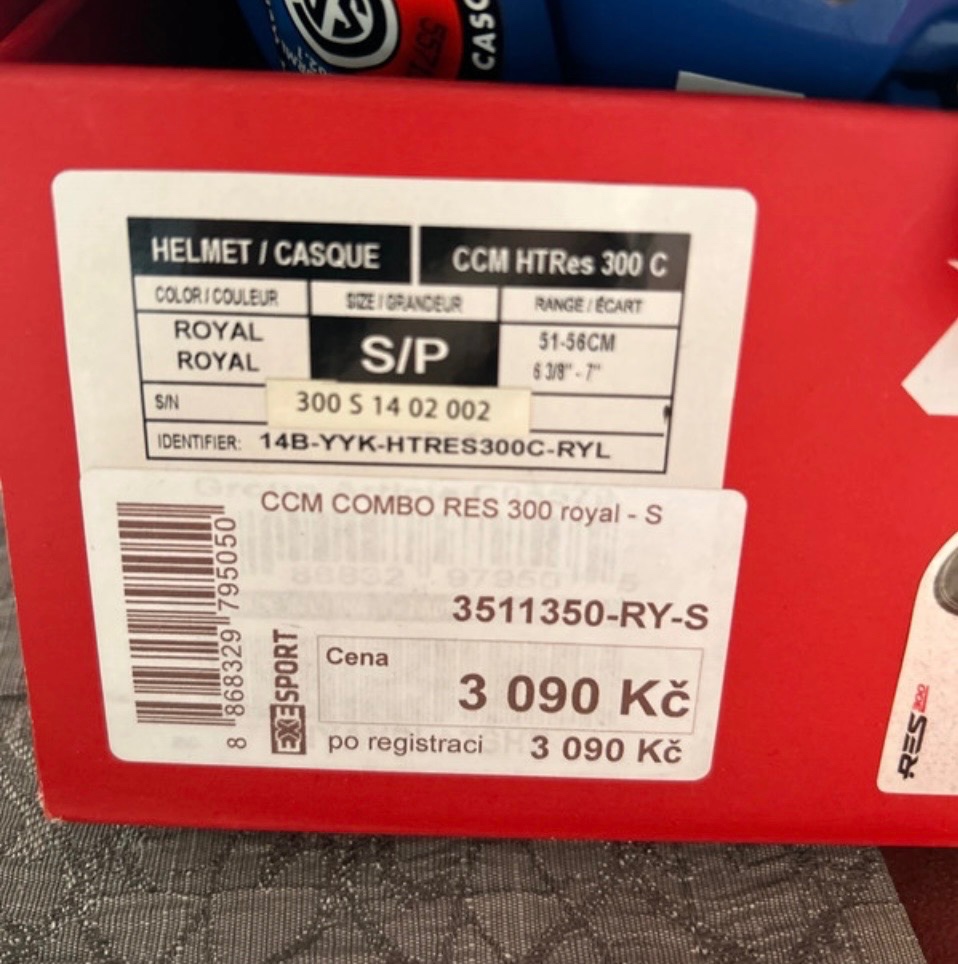 CASC
HELMET / CASQUE
CCM HTRes 300 C
COLOR / COULEUR
SIZE / GRANDEUR
RANGE / ÉCART
ROYAL
ROYAL
S/P
51-56CM
6 3/8" - 7"
S/N
300 S 14 02 002
IDENTIFIER: 14B-YYK-HTRES300C-RYL
CCM COMBO RES 300 royal - S
8 868329 795050
3511350-RY-S
EXESPORT
Cena
3 090 Kč
po registraci 3 090 Kč
RES 300